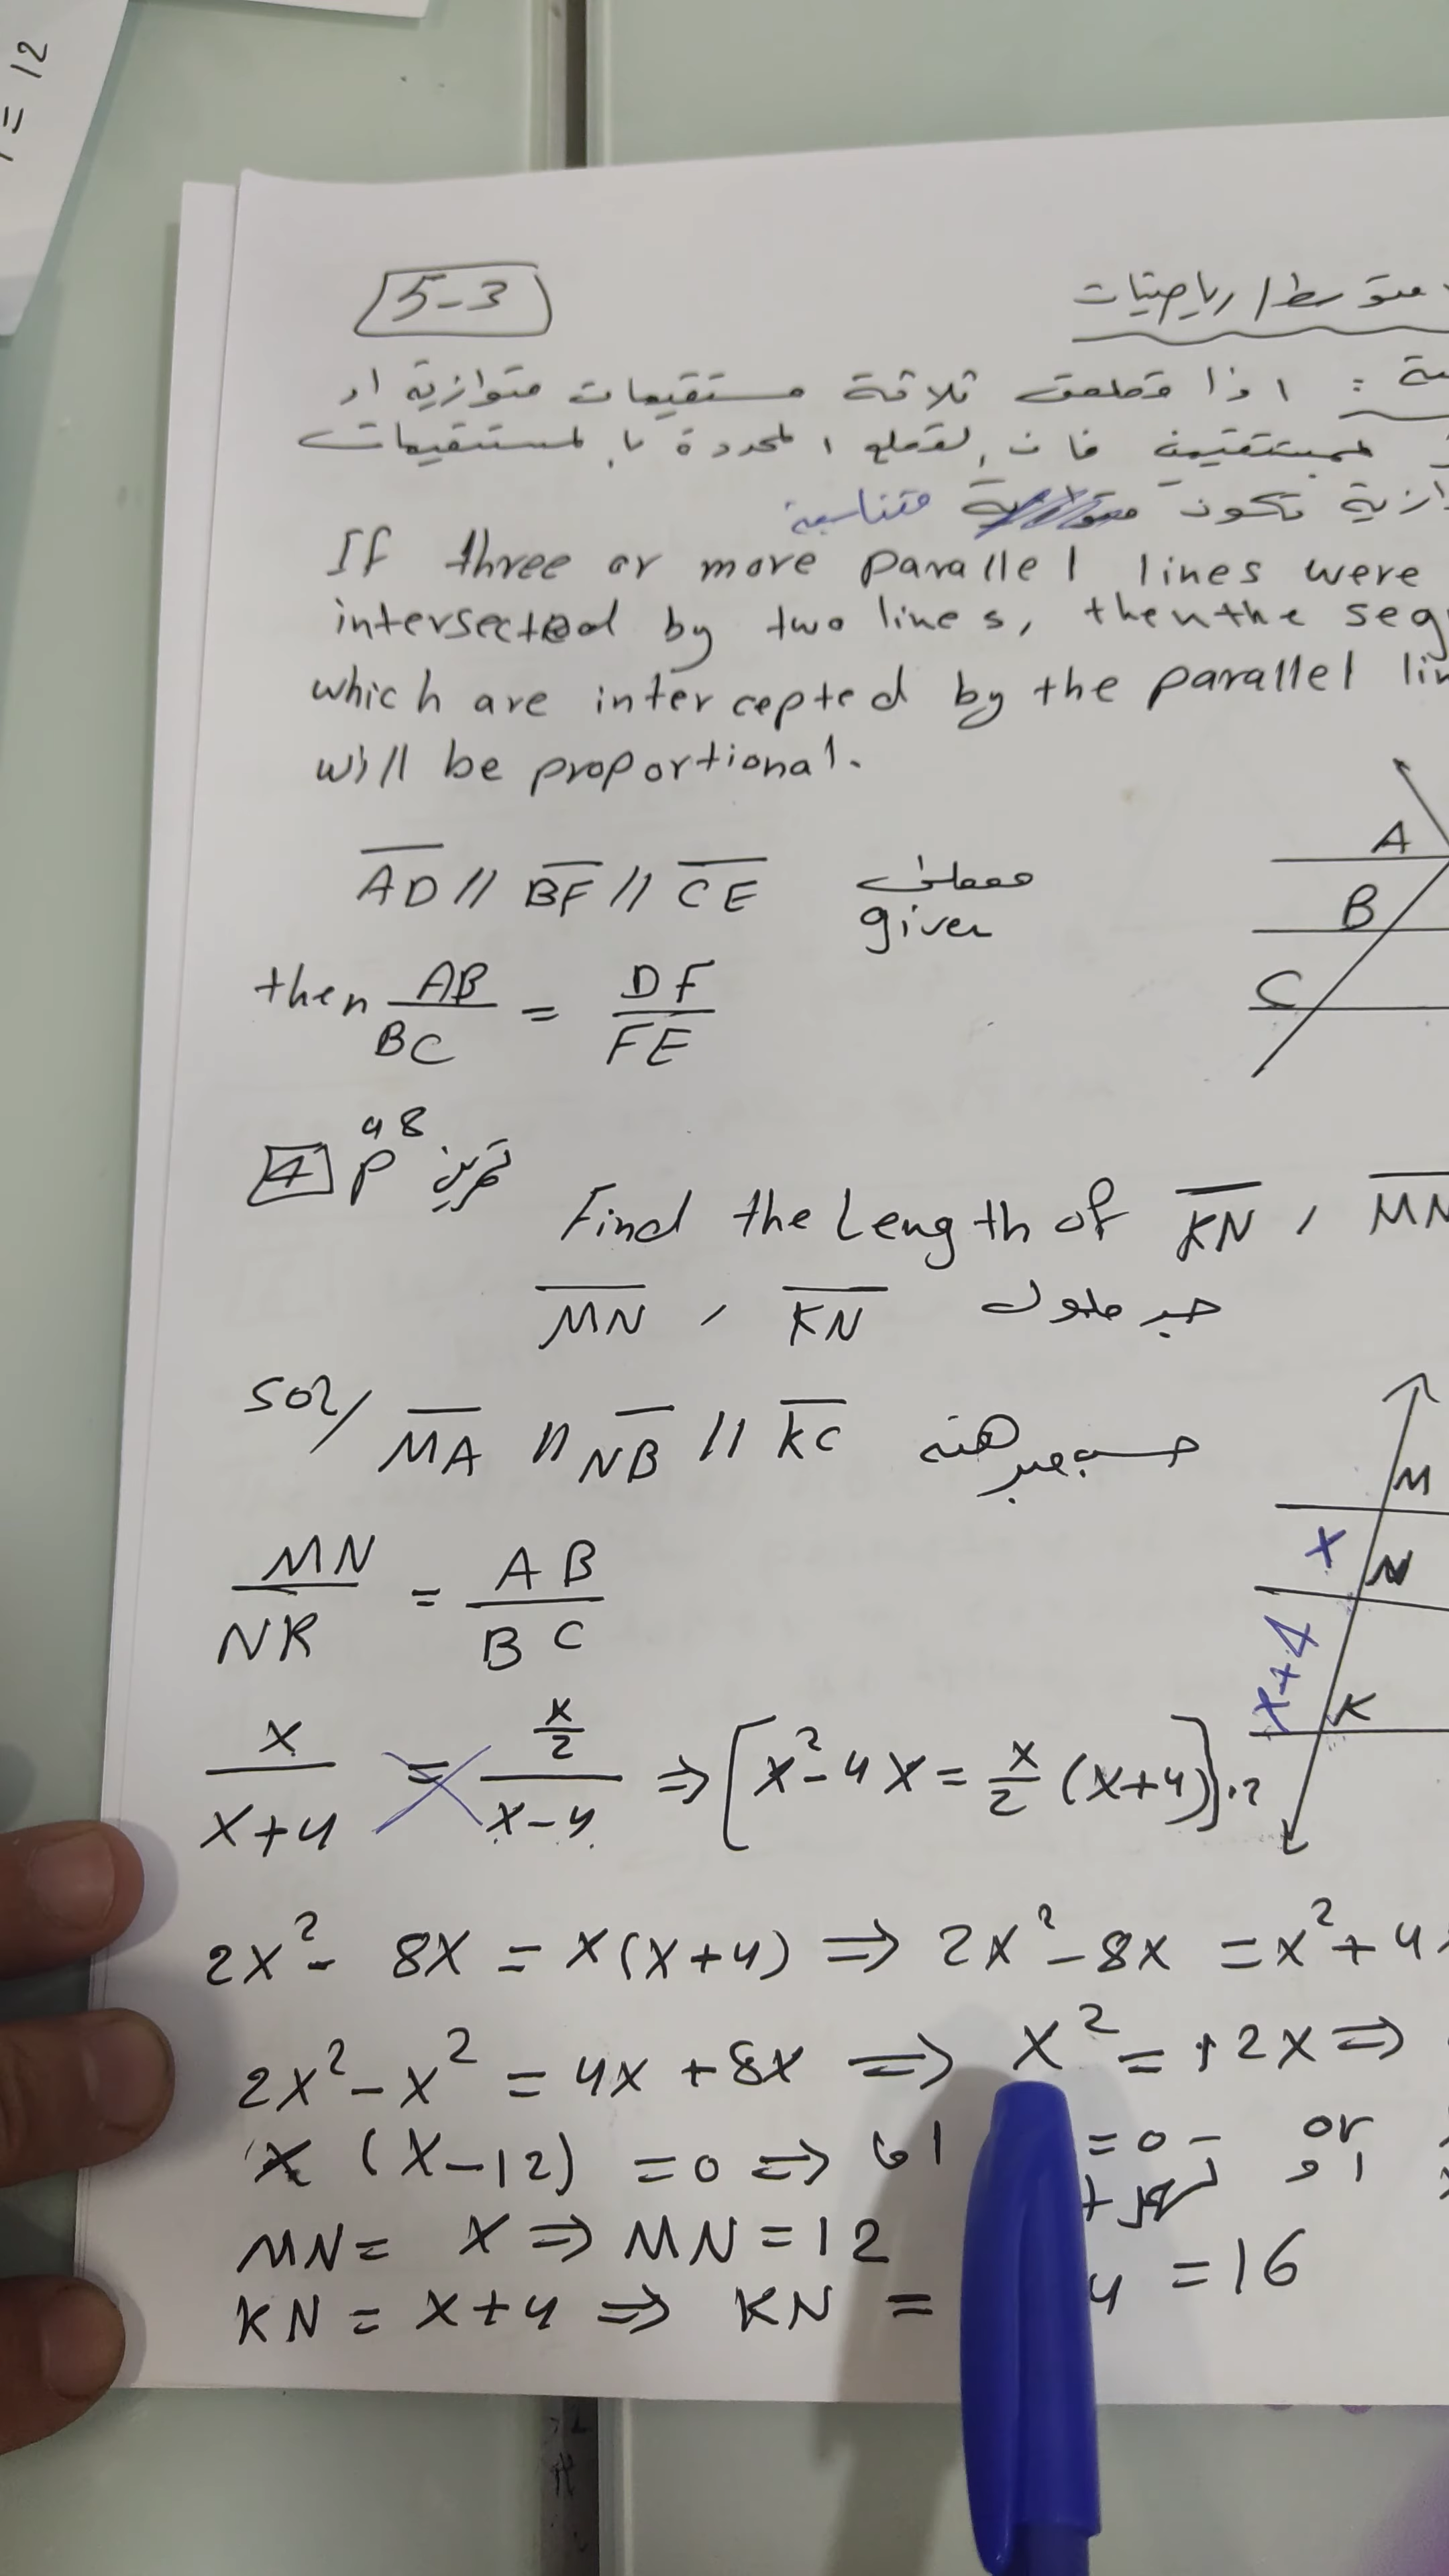 = 12
5-3
متوسط / رياضيات
: اذا قطعت ثلاثة مستقيمات متوازية او
بمستقيمين فان القطع المحددة بالمستقيمات
تكون متناسبة
If three or more parallel lines were
intersected by two lines, then the seg
which are intercepted by the parallel lin
will be proportional.
AD // BF // CE معطى
given
then AB/BC = DF/FE
A
B
C
4 P 48 تمرين
Find the Length of KN , MN
جد طول KN , MN
sol/ MA // NB // KC
MN/NK = AB/BC
M
X
N
X+4
K
X/(X+4) = (X/2)/(X-4) ⇒ [X²-4X = X/2 (X+4)].2
2X² - 8X = X(X+4) ⇒ 2X² - 8X = X² + 4
2X² - X² = 4X + 8X ⇒ X² = 12X ⇒
X (X-12) = 0 ⇒ = 0 or
او
MN = X ⇒ MN = 12
KN = X+4 ⇒ KN = 4 = 16